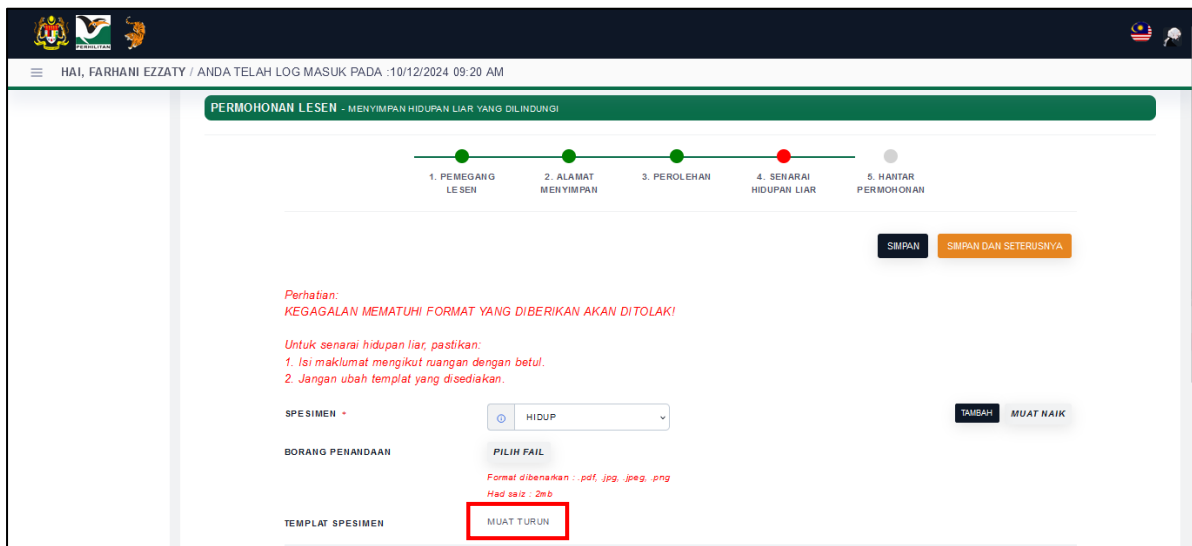 PERHILITAN
HAI, FARHANI EZZATY / ANDA TELAH LOG MASUK PADA :10/12/2024 09:20 AM
PERMOHONAN LESEN - MENYIMPAN HIDUPAN LIAR YANG DILINDUNGI
1. PEMEGANG LESEN
2. ALAMAT MENYIMPAN
3. PEROLEHAN
4. SENARAI HIDUPAN LIAR
5. HANTAR PERMOHONAN
SIMPAN
SIMPAN DAN SETERUSNYA
Perhatian:
KEGAGALAN MEMATUHI FORMAT YANG DIBERIKAN AKAN DITOLAK!
Untuk senarai hidupan liar, pastikan:
1. Isi maklumat mengikut ruangan dengan betul.
2. Jangan ubah templat yang disediakan.
SPESIMEN *
HIDUP
TAMBAH
MUAT NAIK
BORANG PENANDAAN
PILIH FAIL
Format dibenarkan : .pdf, .jpg, .jpeg, .png
Had saiz : 2mb
TEMPLAT SPESIMEN
MUAT TURUN